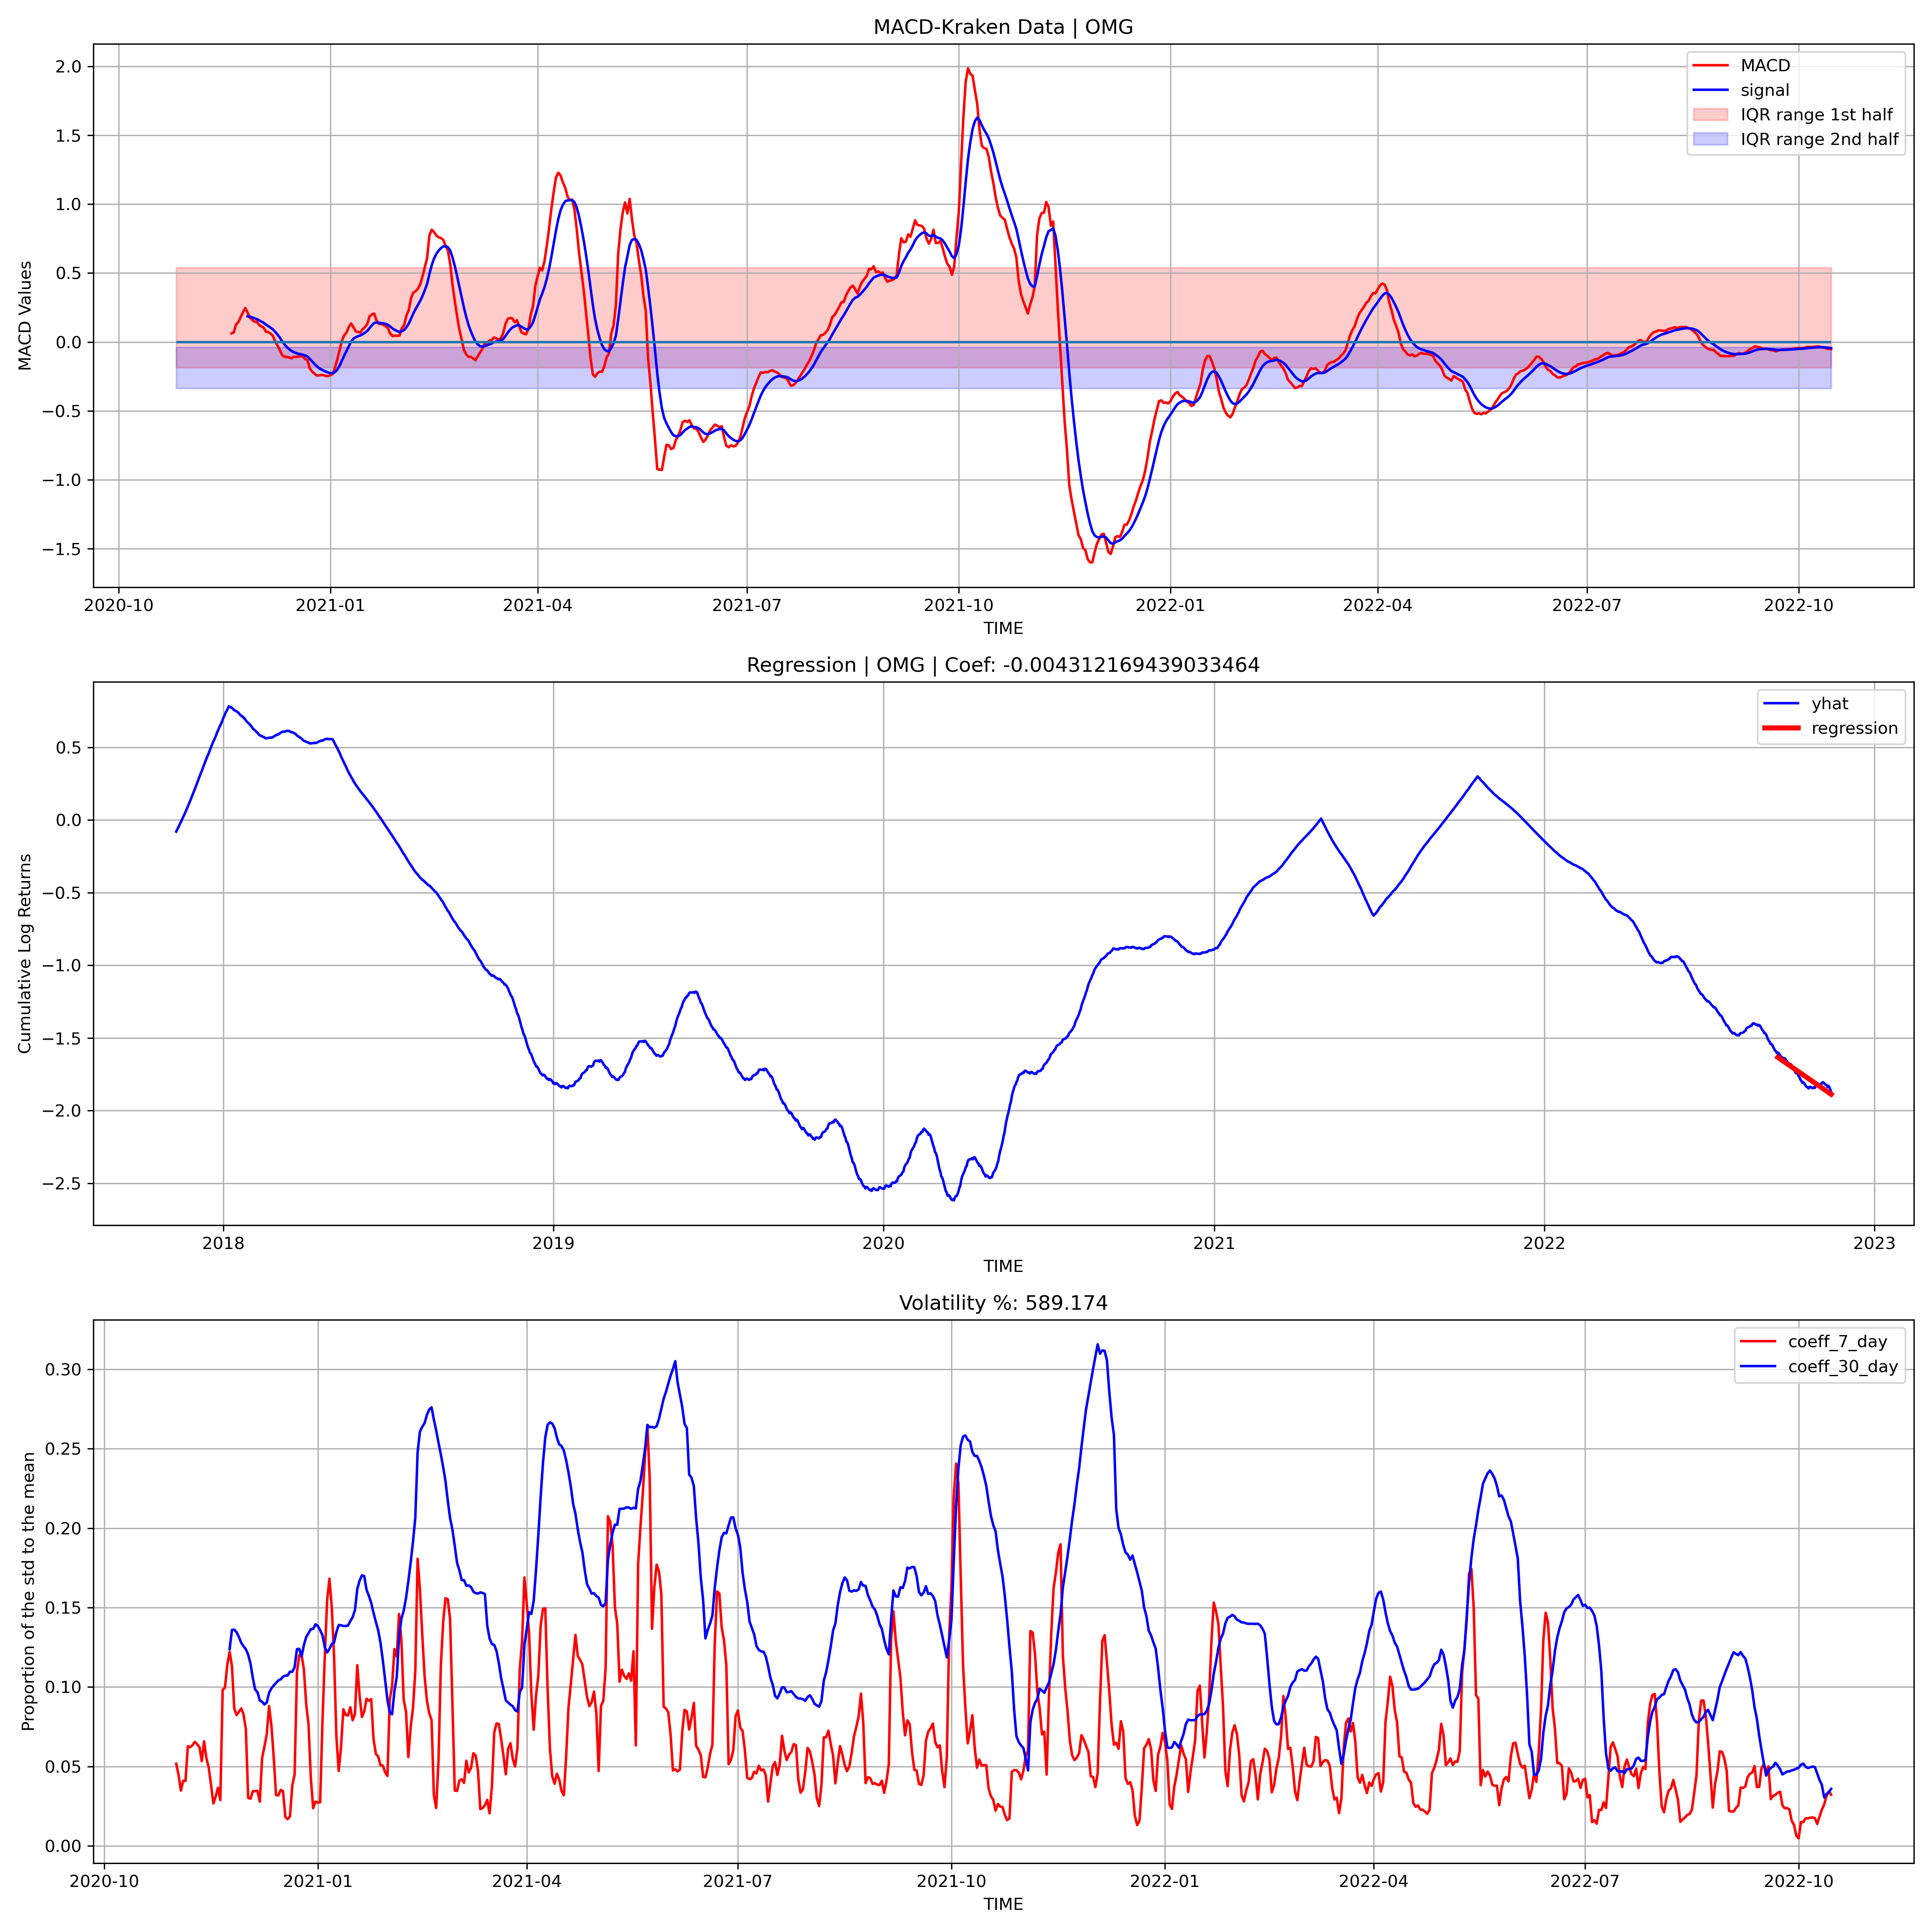 MACD-Kraken Data | OMG
MACD Values
2.0
1.5
1.0
0.5
0.0
−0.5
−1.0
−1.5
MACD
signal
IQR range 1st half
IQR range 2nd half
2020-10 2021-01 2021-04 2021-07 2021-10 2022-01 2022-04 2022-07 2022-10
TIME
Regression | OMG | Coef: -0.004312169439033464
Cumulative Log Returns
0.5
0.0
−0.5
−1.0
−1.5
−2.0
−2.5
yhat
regression
2018 2019 2020 2021 2022 2023
TIME
Volatility %: 589.174
Proportion of the std to the mean
0.30
0.25
0.20
0.15
0.10
0.05
0.00
coeff_7_day
coeff_30_day
2020-10 2021-01 2021-04 2021-07 2021-10 2022-01 2022-04 2022-07 2022-10
TIME